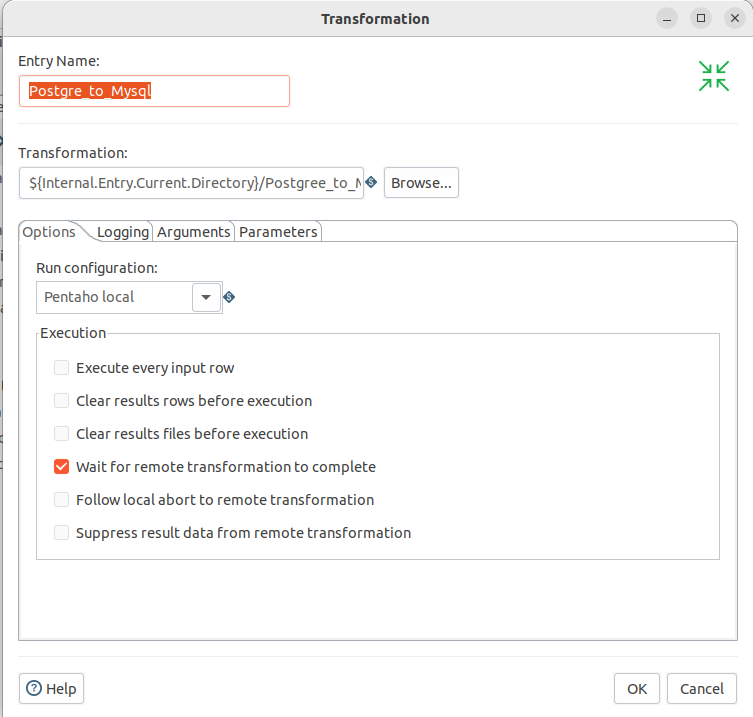 Transformation
Entry Name:
Postgre_to_Mysql
Transformation:
${Internal.Entry.Current.Directory}/Postgree_to_M
Browse...
Options Logging Arguments Parameters
Run configuration:
Pentaho local
Execution
Execute every input row
Clear results rows before execution
Clear results files before execution
Wait for remote transformation to complete
Follow local abort to remote transformation
Suppress result data from remote transformation
Help
OK
Cancel